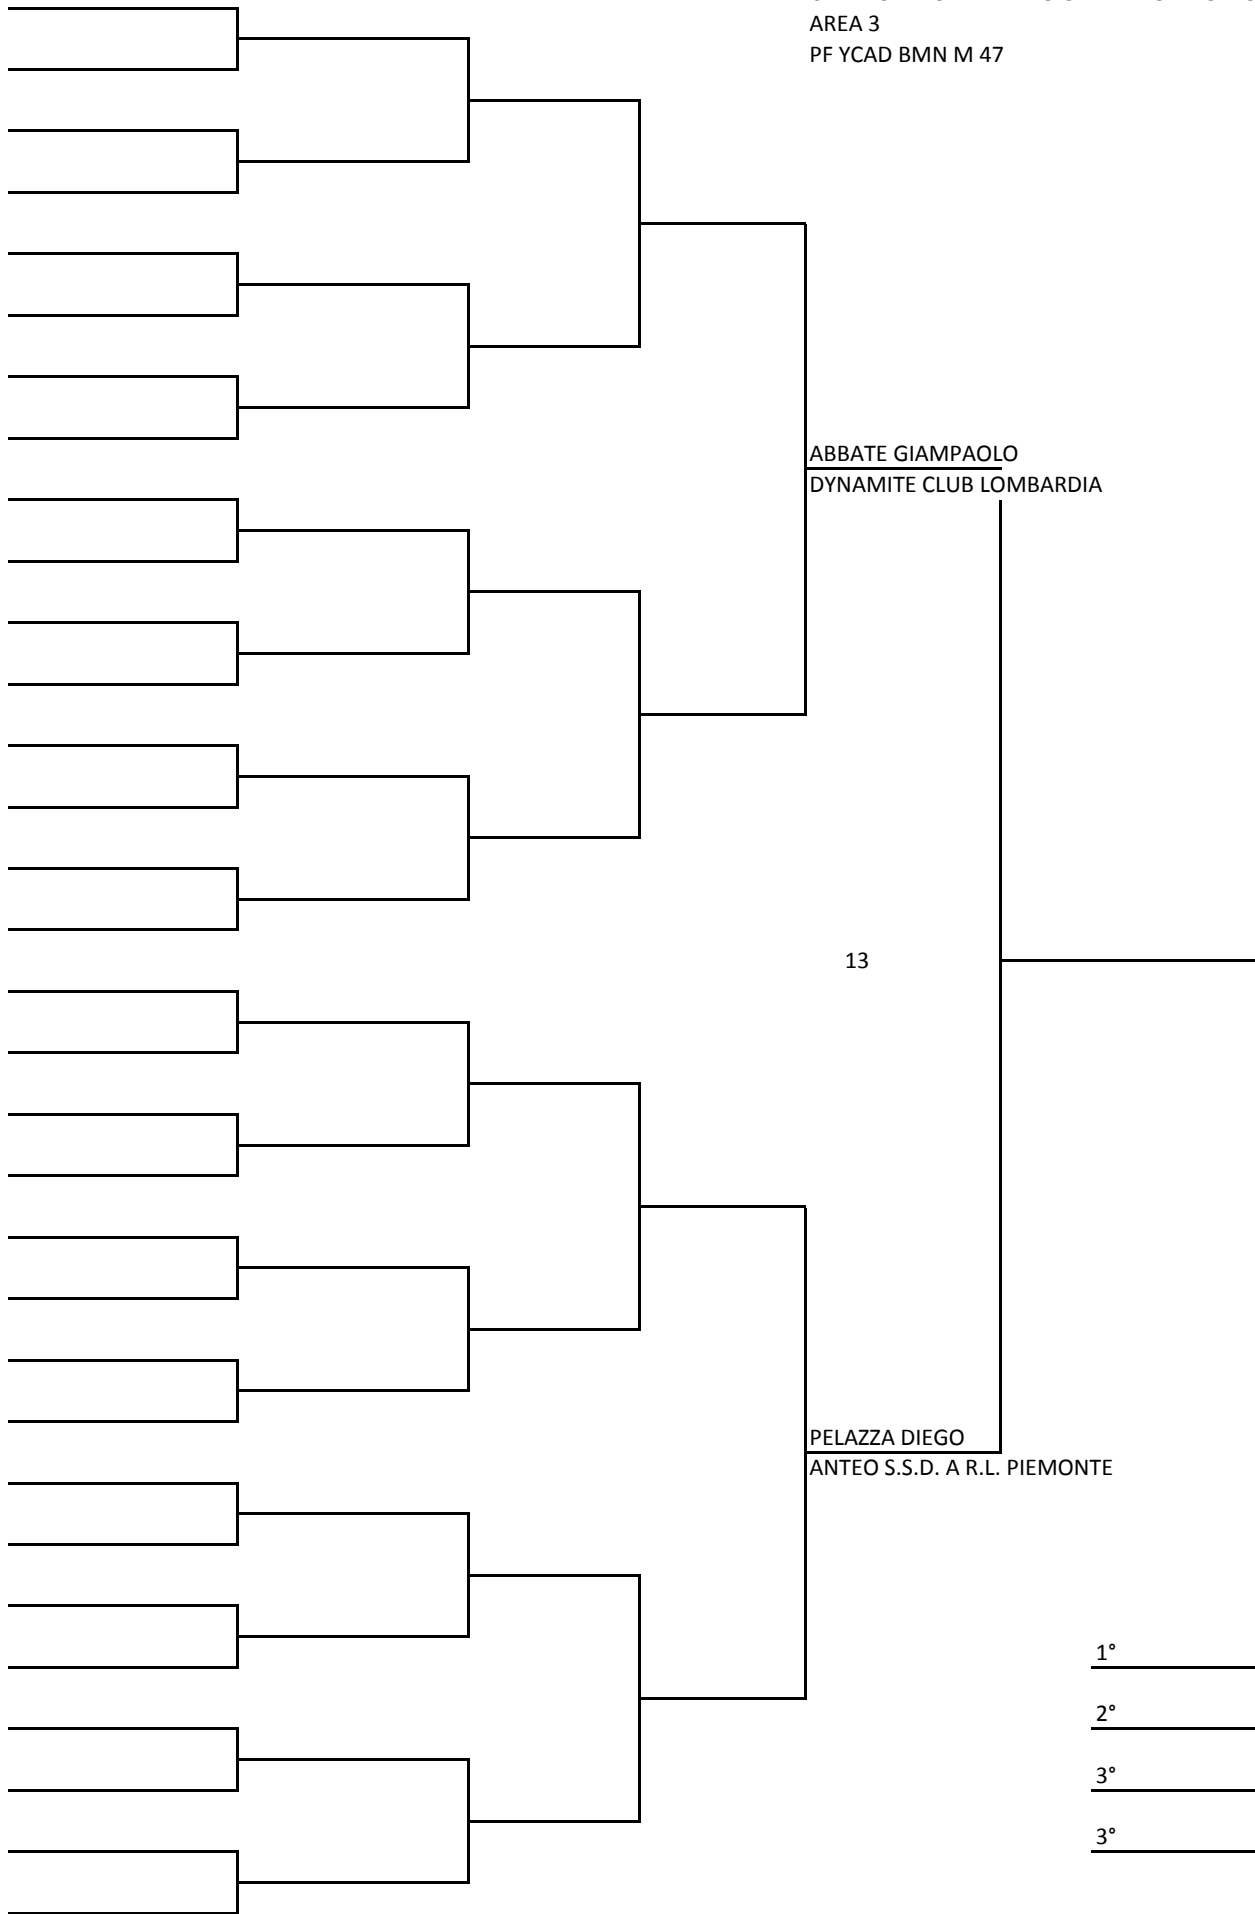 AREA 3
PF YCAD BMN M 47
ABBATE GIAMPAOLO
DYNAMITE CLUB LOMBARDIA
13
PELAZZA DIEGO
ANTEO S.S.D. A R.L. PIEMONTE
1°
2°
3°
3°